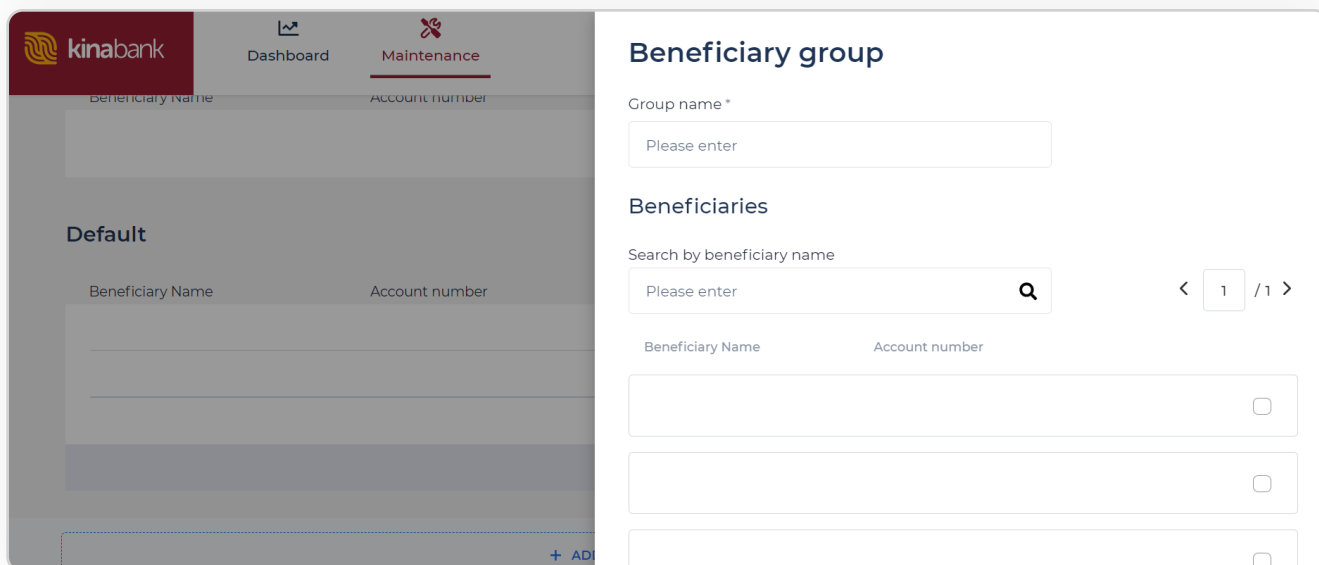 kinabank
Dashboard
Maintenance
Beneficiary Name
Account number
Default
Beneficiary Name
Account number
+ ADD
Beneficiary group
Group name *
Please enter
Beneficiaries
Search by beneficiary name
Please enter
1 / 1
Beneficiary Name
Account number